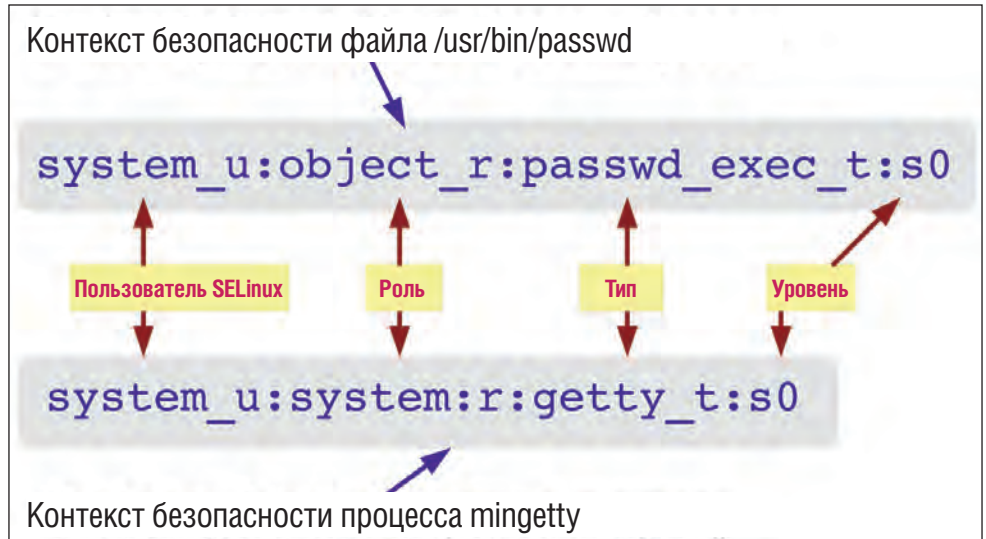 Контекст безопасности файла /usr/bin/passwd
system_u:object_r:passwd_exec_t:s0
Пользователь SELinux Роль Тип Уровень
system_u:system:r:getty_t:s0
Контекст безопасности процесса mingetty